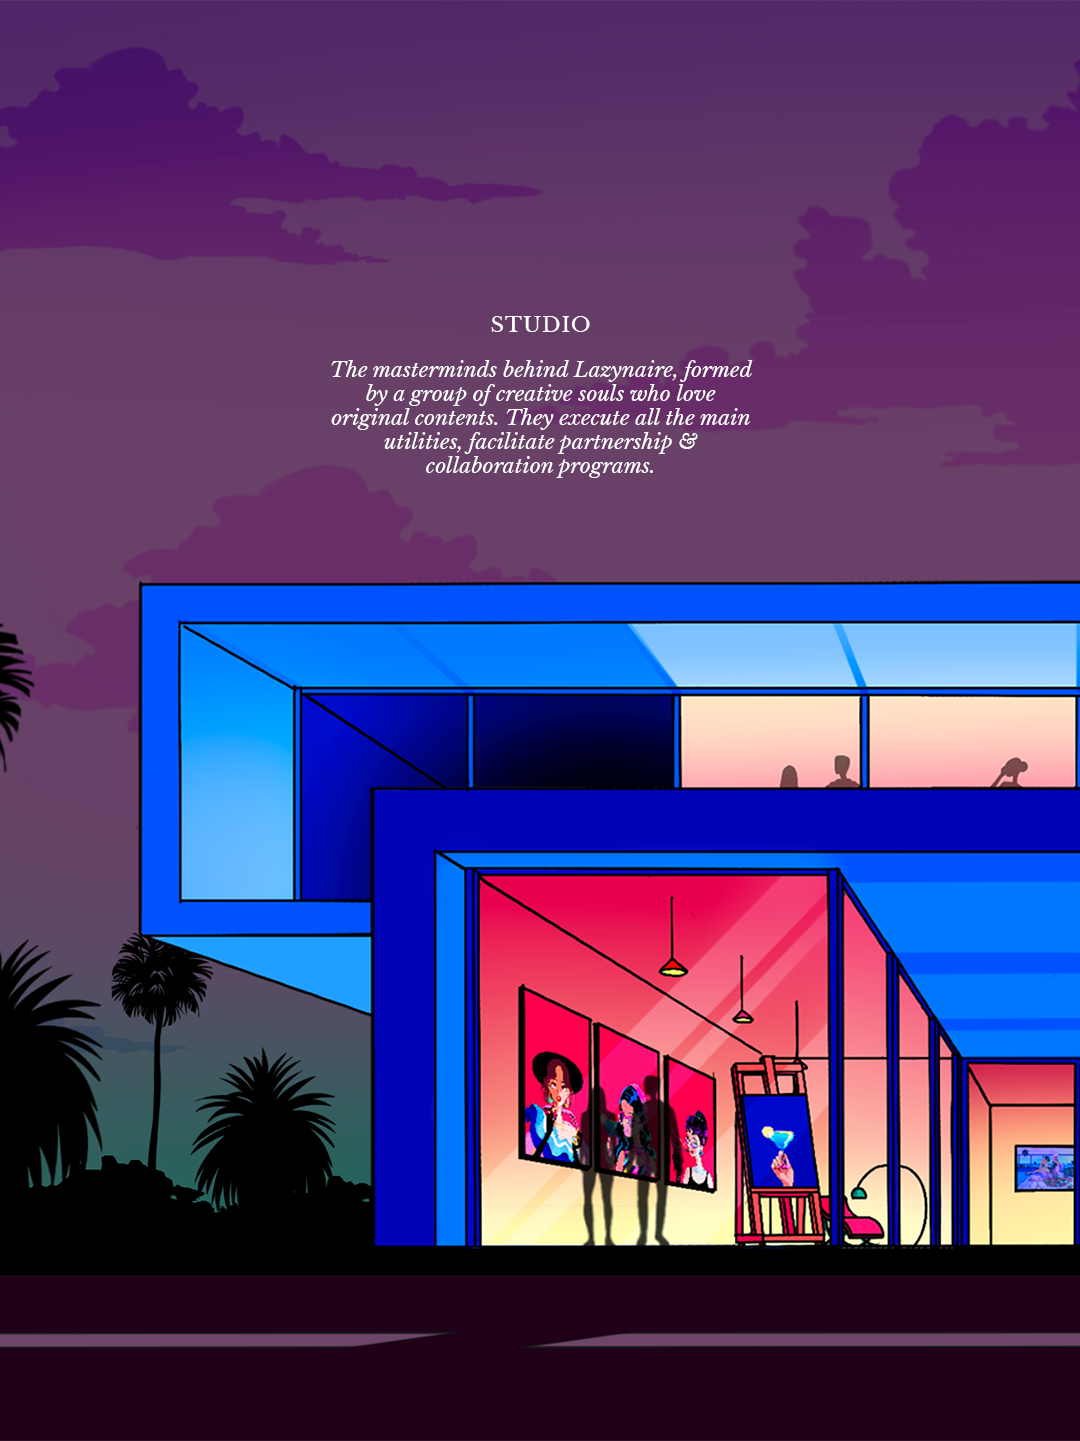 STUDIO
The masterminds behind Lazynaire, formed
by a group of creative souls who love
original contents. They execute all the main
utilities, facilitate partnership &
collaboration programs.